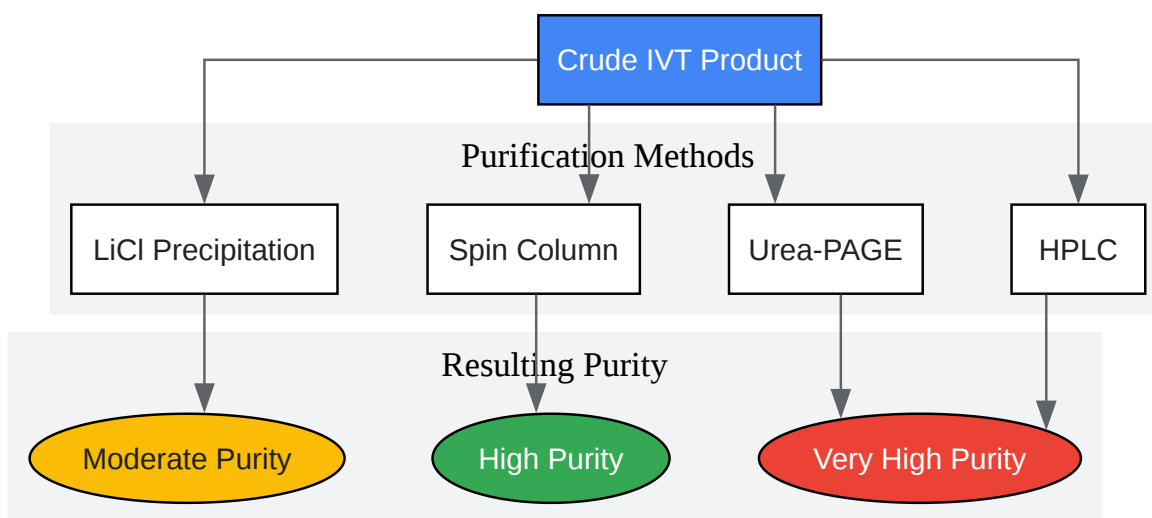 Crude IVT Product
Purification Methods
LiCl Precipitation
Spin Column
Urea-PAGE
HPLC
Resulting Purity
Moderate Purity
High Purity
Very High Purity